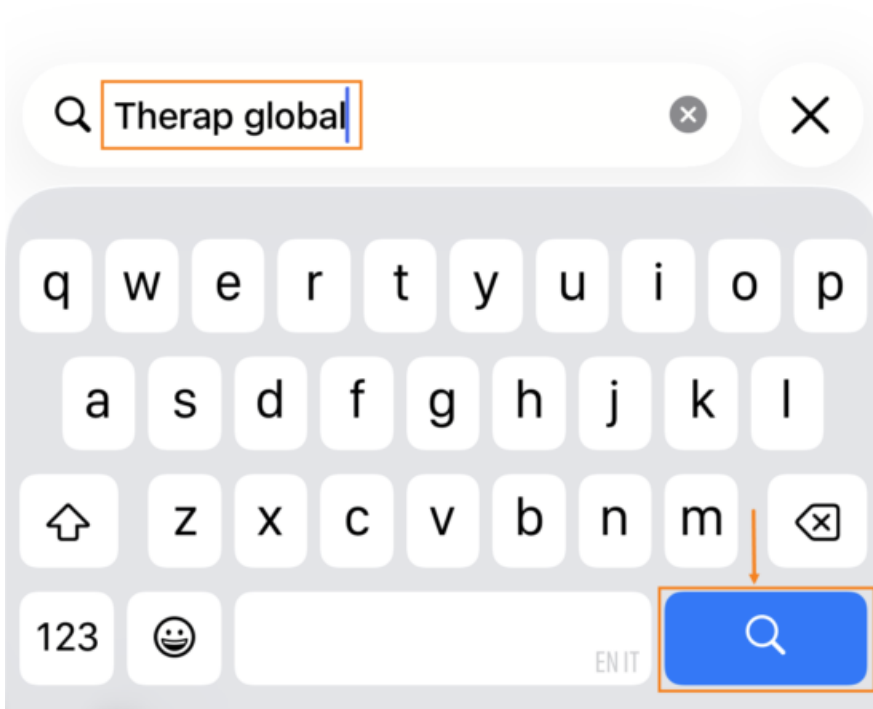 Therap global
q w e r t y u i o p
a s d f g h j k l
z x c v b n m
123
EN IT